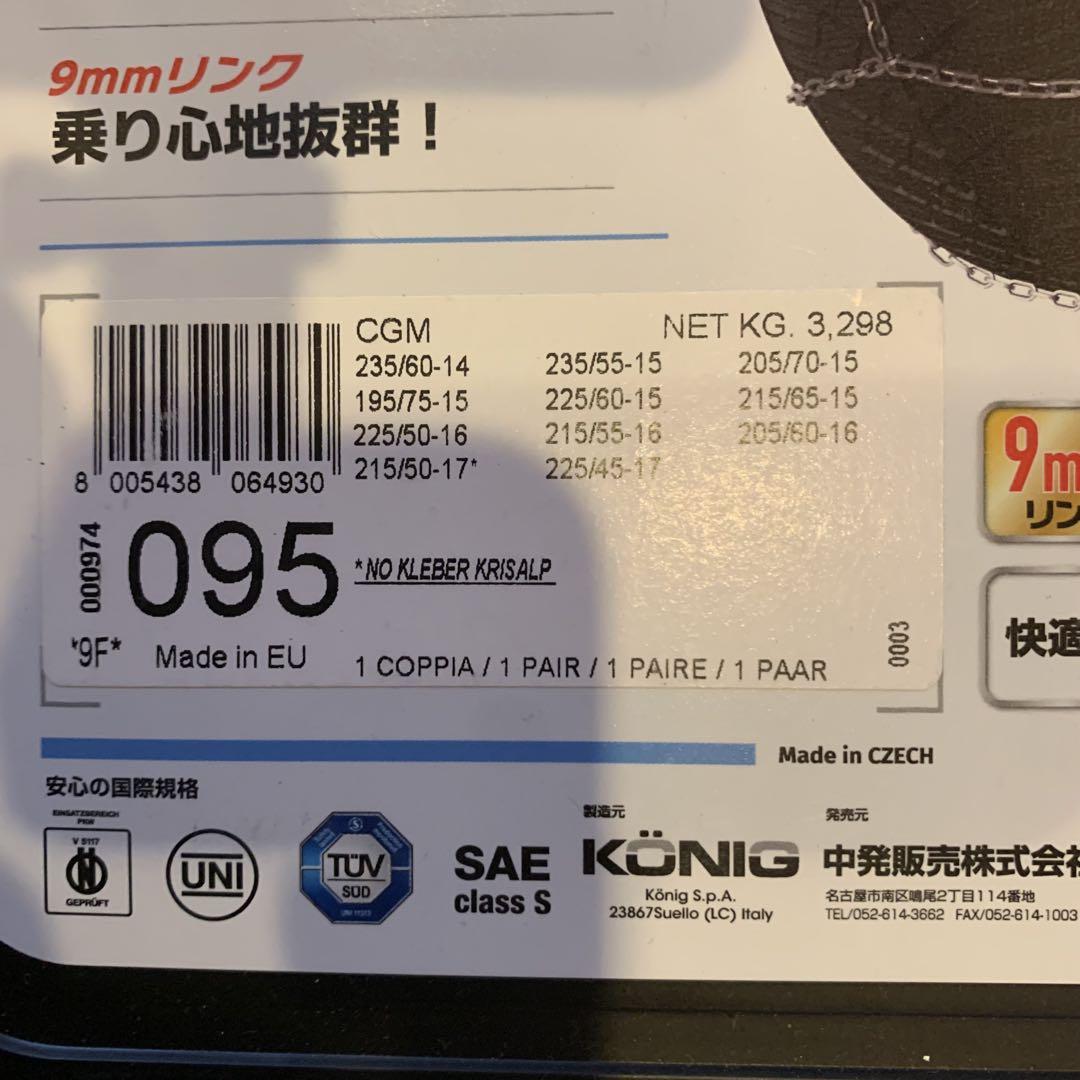 9mmリンク
乗り心地抜群！
CGM NET KG. 3,298
235/60-14 235/55-15 205/70-15
195/75-15 225/60-15 215/65-15
225/50-16 215/55-16 205/60-16
215/50-17* 225/45-17
8 005438 064930
000974
095
*NO KLEBER KRISALP
*9F*
Made in EU
1 COPPIA / 1 PAIR / 1 PAIRE / 1 PAAR
0003
9m
リン
快適
Made in CZECH
安心の国際規格
EINSATZBEREICH
PKW
V 5117
GEPRÜFT
UNI
TÜV
SÜD
UNI 11313
SAE
class S
製造元
KÖNIG
König S.p.A.
23867Suello (LC) Italy
発売元
中発販売株式会社
名古屋市南区鳴尾2丁目114番地
TEL/052-614-3662 FAX/052-614-1003